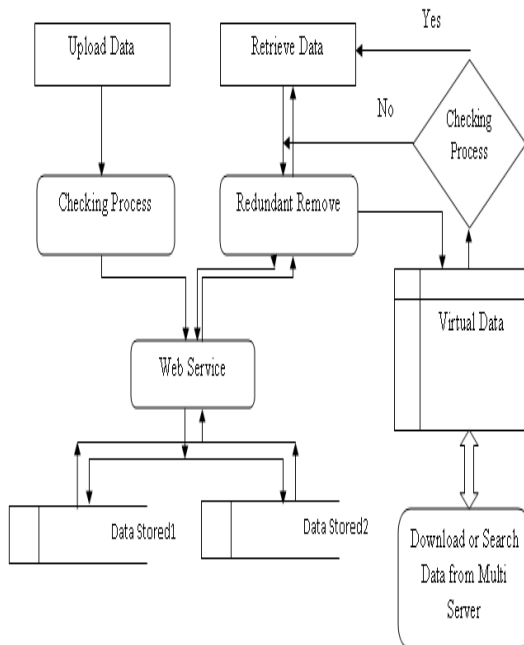 Upload Data
Retrieve Data
Yes
No
Checking
Process
Checking Process
Redundant Remove
Virtual Data
Web Service
Data Stored1
Data Stored2
Download or Search
Data from Multi
Server